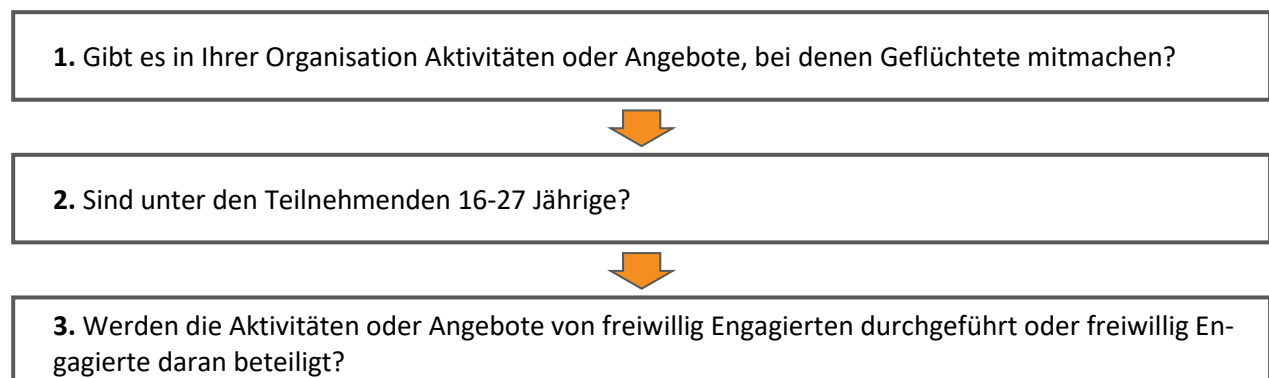 1. Gibt es in Ihrer Organisation Aktivitäten oder Angebote, bei denen Geflüchtete mitmachen?
2. Sind unter den Teilnehmenden 16-27 Jährige?
3. Werden die Aktivitäten oder Angebote von freiwillig Engagierten durchgeführt oder freiwillig En-
gagierte daran beteiligt?